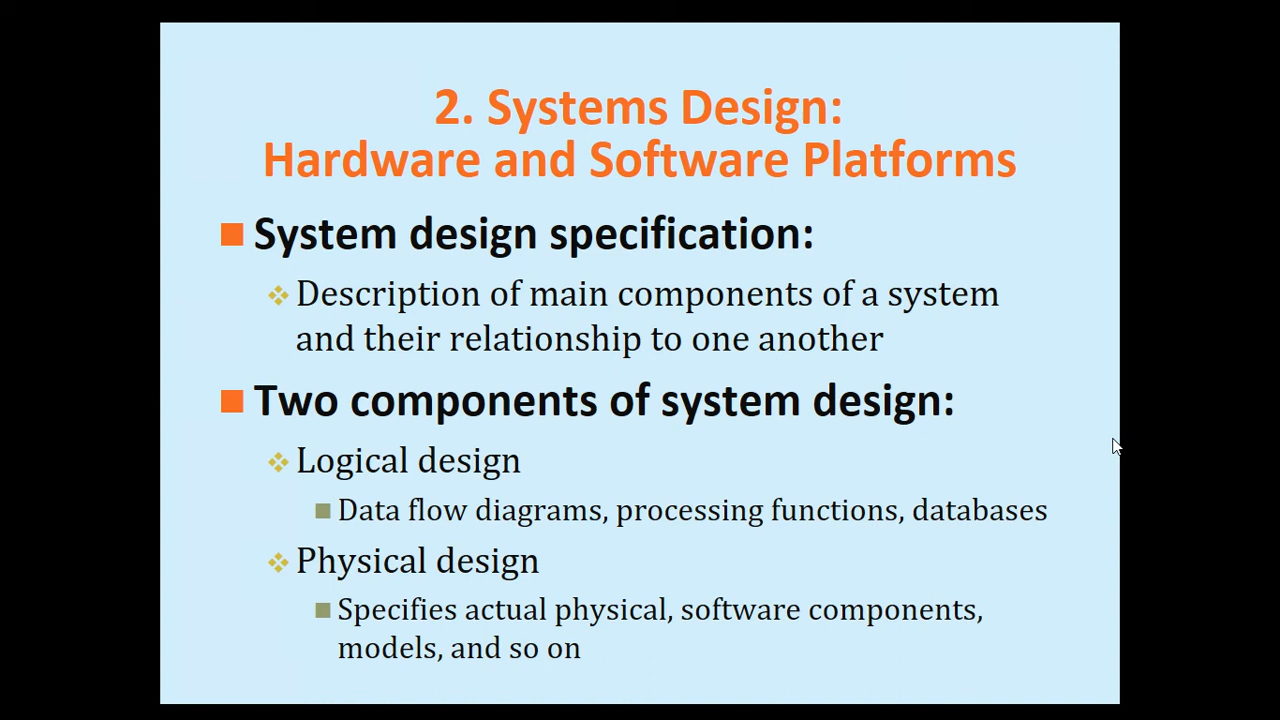 2. Systems Design:
Hardware and Software Platforms
System design specification:
Description of main components of a system
and their relationship to one another
Two components of system design:
Logical design
Data flow diagrams, processing functions, databases
Physical design
Specifies actual physical, software components,
models, and so on